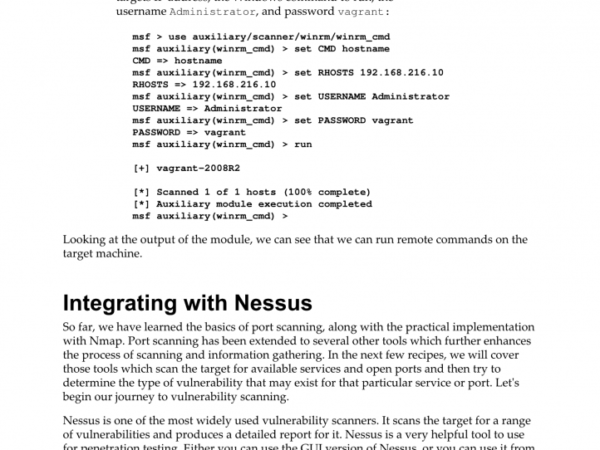 username Administrator, and password vagrant:
msf > use auxiliary/scanner/winrm/winrm_cmd
msf auxiliary(winrm_cmd) > set CMD hostname
CMD => hostname
msf auxiliary(winrm_cmd) > set RHOSTS 192.168.216.10
RHOSTS => 192.168.216.10
msf auxiliary(winrm_cmd) > set USERNAME Administrator
USERNAME => Administrator
msf auxiliary(winrm_cmd) > set PASSWORD vagrant
PASSWORD => vagrant
msf auxiliary(winrm_cmd) > run
[+] vagrant-2008R2
[*] Scanned 1 of 1 hosts (100% complete)
[*] Auxiliary module execution completed
msf auxiliary(winrm_cmd) >
Looking at the output of the module, we can see that we can run remote commands on the
target machine.
Integrating with Nessus
So far, we have learned the basics of port scanning, along with the practical implementation
with Nmap. Port scanning has been extended to several other tools which further enhances
the process of scanning and information gathering. In the next few recipes, we will cover
those tools which scan the target for available services and open ports and then try to
determine the type of vulnerability that may exist for that particular service or port. Let's
begin our journey to vulnerability scanning.
Nessus is one of the most widely used vulnerability scanners. It scans the target for a range
of vulnerabilities and produces a detailed report for it. Nessus is a very helpful tool to use
for penetration testing. Either you can use the GUI version of Nessus, or you can use it from